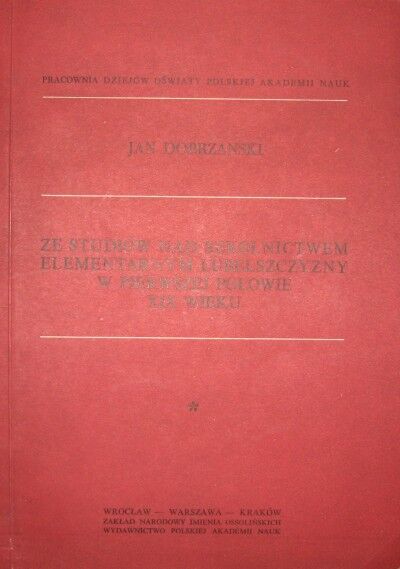 PRACOWNIA DZIEJÓW OŚWIATY POLSKIEJ AKADEMII NAUK
JAN DOBRZAŃSKI
ZE STUDIÓW NAD SZKOLNICTWEM
ELEMENTARNYM LUBELSZCZYZNY
W PIERWSZEJ POŁOWIE
XIX WIEKU
*
WROCŁAW — WARSZAWA — KRAKÓW
ZAKŁAD NARODOWY IMIENIA OSSOLIŃSKICH
WYDAWNICTWO POLSKIEJ AKADEMII NAUK